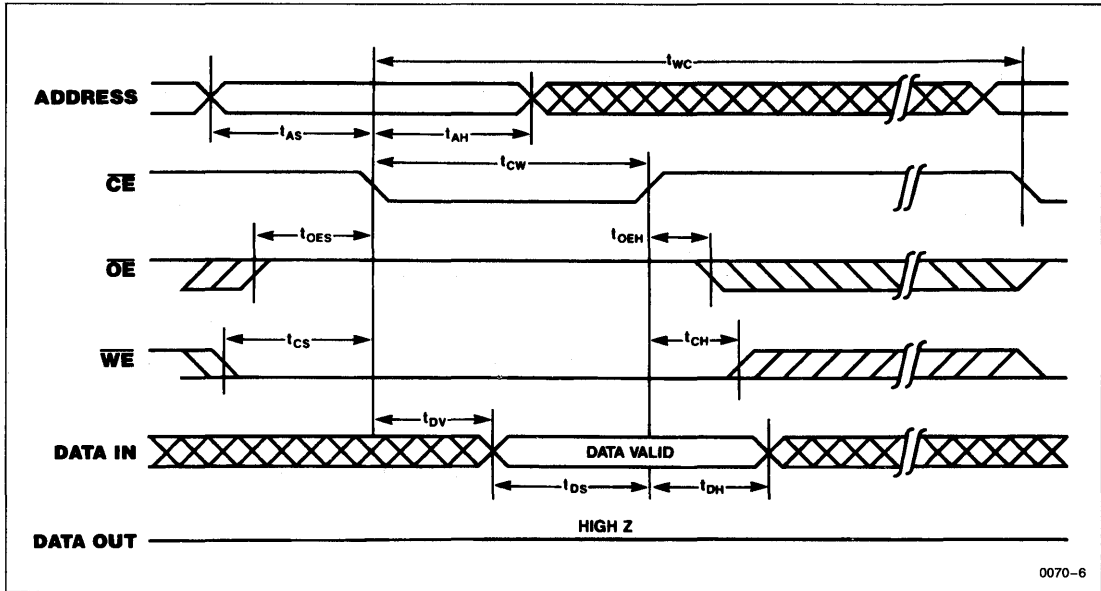 tWC
ADDRESS
tAS
tAH
tCW
CE
tOES
tOEH
OE
tCS
tCH
WE
tDV
DATA IN
DATA VALID
tDS
tDH
HIGH Z
DATA OUT
0070-6